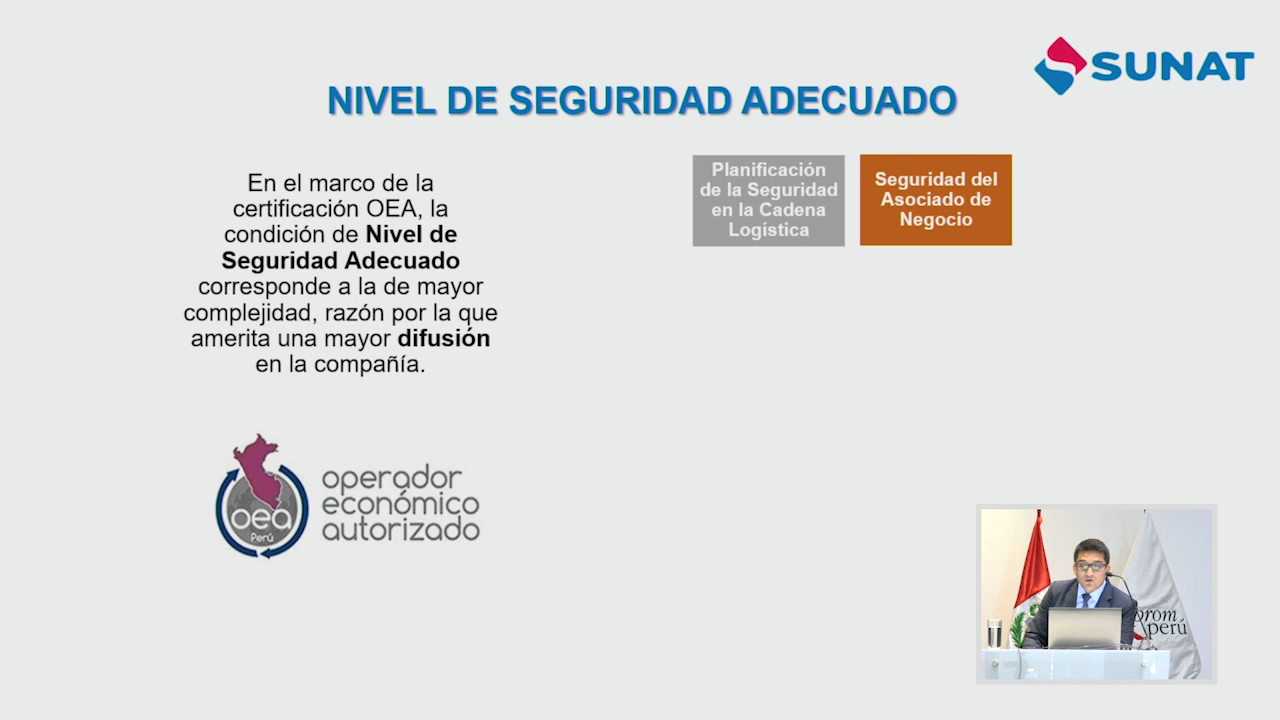 SUNAT
NIVEL DE SEGURIDAD ADECUADO
En el marco de la
certificación OEA, la
condición de Nivel de
Seguridad Adecuado
corresponde a la de mayor
complejidad, razón por la que
amerita una mayor difusión
en la compañía.
Planificación
de la Seguridad
en la Cadena
Logística
Seguridad del
Asociado de
Negocio
oea
Perú
operador
económico
autorizado
prom
perú